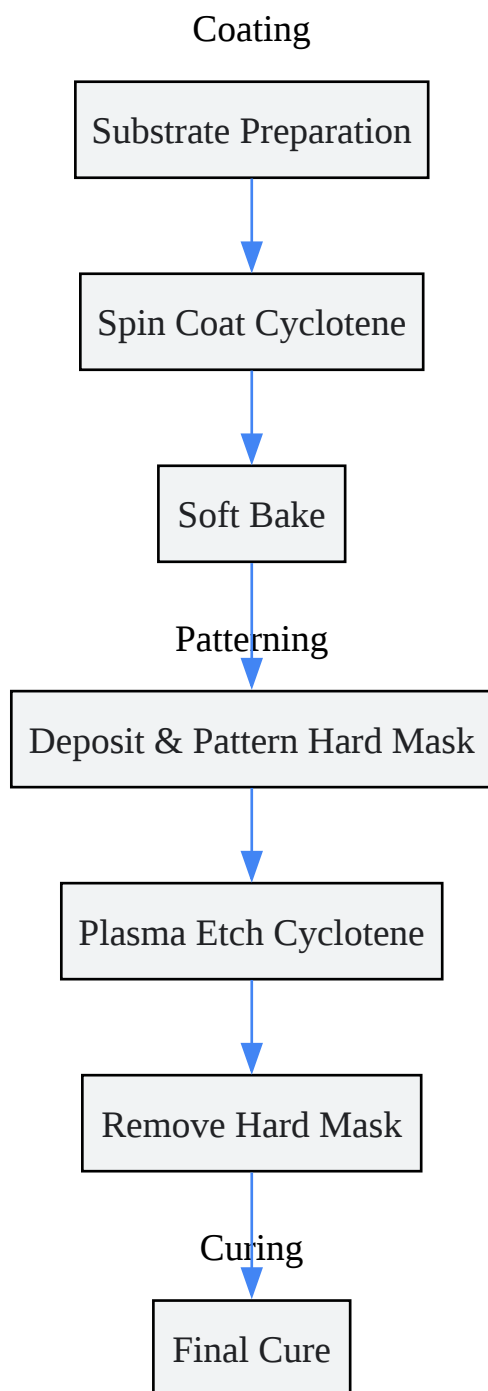 Coating
Substrate Preparation
Spin Coat Cyclotene
Soft Bake
Patterning
Deposit & Pattern Hard Mask
Plasma Etch Cyclotene
Remove Hard Mask
Curing
Final Cure